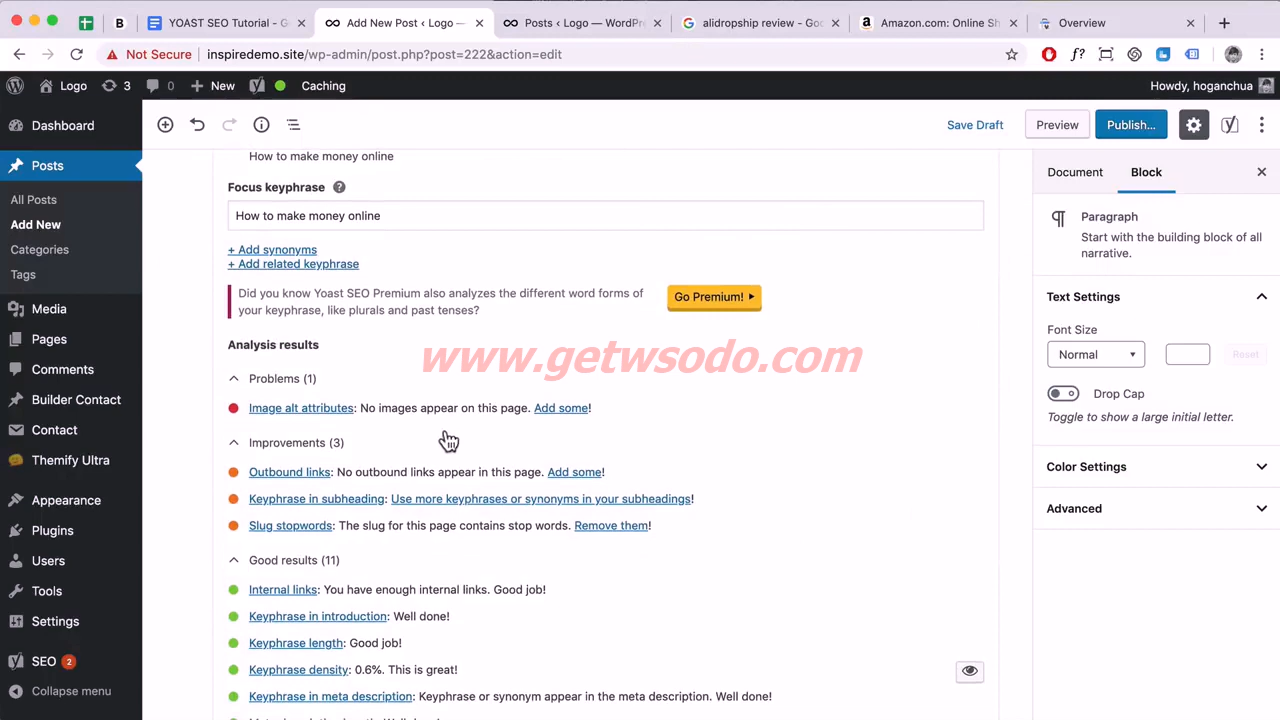 YOAST SEO Tutorial - G
Add New Post ‹ Logo —
Posts ‹ Logo — WordPr
alidropship review - Go
Amazon.com: Online Sh
Overview
Not Secure
inspiredemo.site/wp-admin/post.php?post=222&action=edit
Logo
3
0
New
Caching
Howdy, hoganchua
Dashboard
Posts
All Posts
Add New
Categories
Tags
Media
Pages
Comments
Builder Contact
Contact
Themify Ultra
Appearance
Plugins
Users
Tools
Settings
SEO 2
Collapse menu
Save Draft
Preview
Publish...
How to make money online
Focus keyphrase
How to make money online
+ Add synonyms
+ Add related keyphrase
Did you know Yoast SEO Premium also analyzes the different word forms of
your keyphrase, like plurals and past tenses?
Go Premium!
Analysis results
www.getwsodo.com
Problems (1)
Image alt attributes: No images appear on this page. Add some!
Improvements (3)
Outbound links: No outbound links appear in this page. Add some!
Keyphrase in subheading: Use more keyphrases or synonyms in your subheadings!
Slug stopwords: The slug for this page contains stop words. Remove them!
Good results (11)
Internal links: You have enough internal links. Good job!
Keyphrase in introduction: Well done!
Keyphrase length: Good job!
Keyphrase density: 0.6%. This is great!
Keyphrase in meta description: Keyphrase or synonym appear in the meta description. Well done!
Document
Block
Paragraph
Start with the building block of all
narrative.
Text Settings
Font Size
Normal
Reset
Drop Cap
Toggle to show a large initial letter.
Color Settings
Advanced